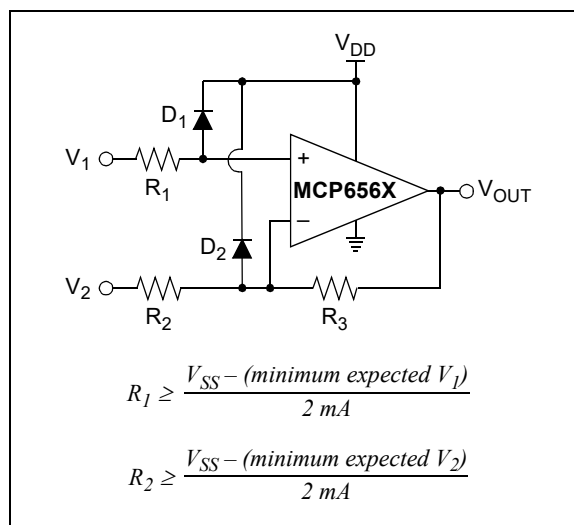 V_DD
D_1
V_1
R_1
+
MCP656X
V_OUT
–
D_2
V_2
R_2
R_3
R_1 ≥ V_SS – (minimum expected V_1) / 2 mA
R_2 ≥ V_SS – (minimum expected V_2) / 2 mA